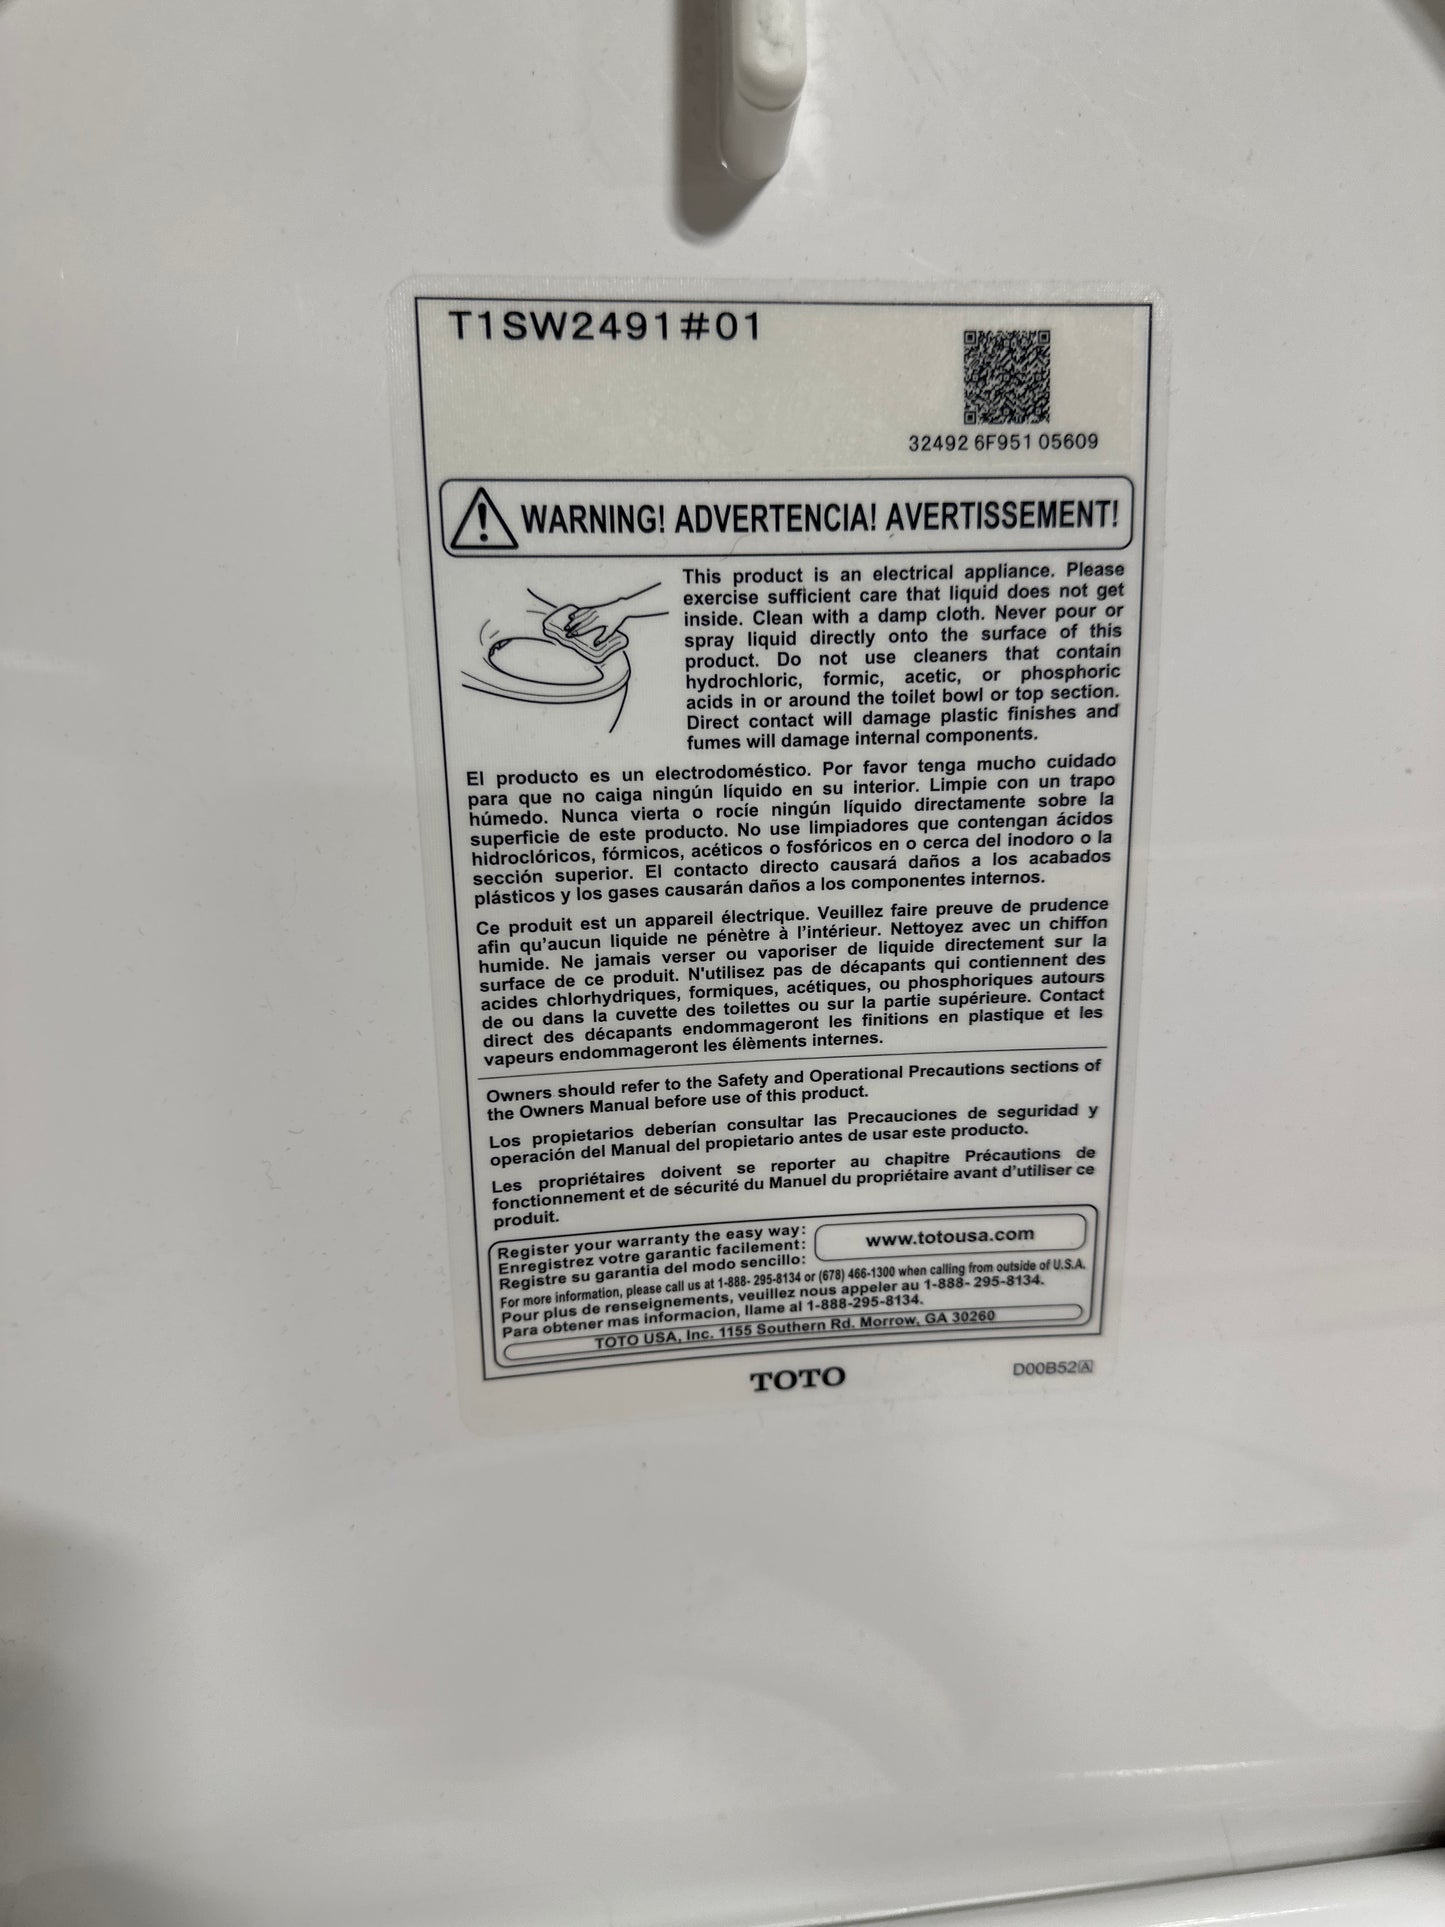 T1SW2491#01
32492 6F951 05609
WARNING! ADVERTENCIA! AVERTISSEMENT!
This product is an electrical appliance. Please
exercise sufficient care that liquid does not get
inside. Clean with a damp cloth. Never pour or
spray liquid directly onto the surface of this
product. Do not use cleaners that contain
hydrochloric, formic, acetic, or phosphoric
acids in or around the toilet bowl or top section.
Direct contact will damage plastic finishes and
fumes will damage internal components.
El producto es un electrodoméstico. Por favor tenga mucho cuidado
para que no caiga ningún líquido en su interior. Limpie con un trapo
húmedo. Nunca vierta o rocíe ningún líquido directamente sobre la
superficie de este producto. No use limpiadores que contengan ácidos
hidroclóricos, fórmicos, acéticos o fosfóricos en o cerca del inodoro o la
sección superior. El contacto directo causará daños a los acabados
plásticos y los gases causarán daños a los componentes internos.
Ce produit est un appareil électrique. Veuillez faire preuve de prudence
afin qu’aucun liquide ne pénètre à l’intérieur. Nettoyez avec un chiffon
humide. Ne jamais verser ou vaporiser de liquide directement sur la
surface de ce produit. N'utilisez pas de décapants qui contiennent des
acides chlorhydriques, formiques, acétiques, ou phosphoriques autours
de ou dans la cuvette des toilettes ou sur la partie supérieure. Contact
direct des décapants endommageront les finitions en plastique et les
vapeurs endommageront les élèments internes.
Owners should refer to the Safety and Operational Precautions sections of
the Owners Manual before use of this product.
Los propietarios deberían consultar las Precauciones de seguridad y
operación del Manual del propietario antes de usar este producto.
Les propriétaires doivent se reporter au chapitre Précautions de
fonctionnement et de sécurité du Manuel du propriétaire avant d’utiliser ce
produit.
Register your warranty the easy way:
Enregistrez votre garantic facilement:
Registre su garantia del modo sencillo:
www.totousa.com
For more information, please call us at 1-888- 295-8134 or (678) 466-1300 when calling from outside of U.S.A.
Pour plus de renseignements, veuillez nous appeler au 1-888- 295-8134.
Para obtener mas informacion, llame al 1-888-295-8134.
TOTO USA, Inc. 1155 Southern Rd. Morrow, GA 30260
TOTO
D00B52A